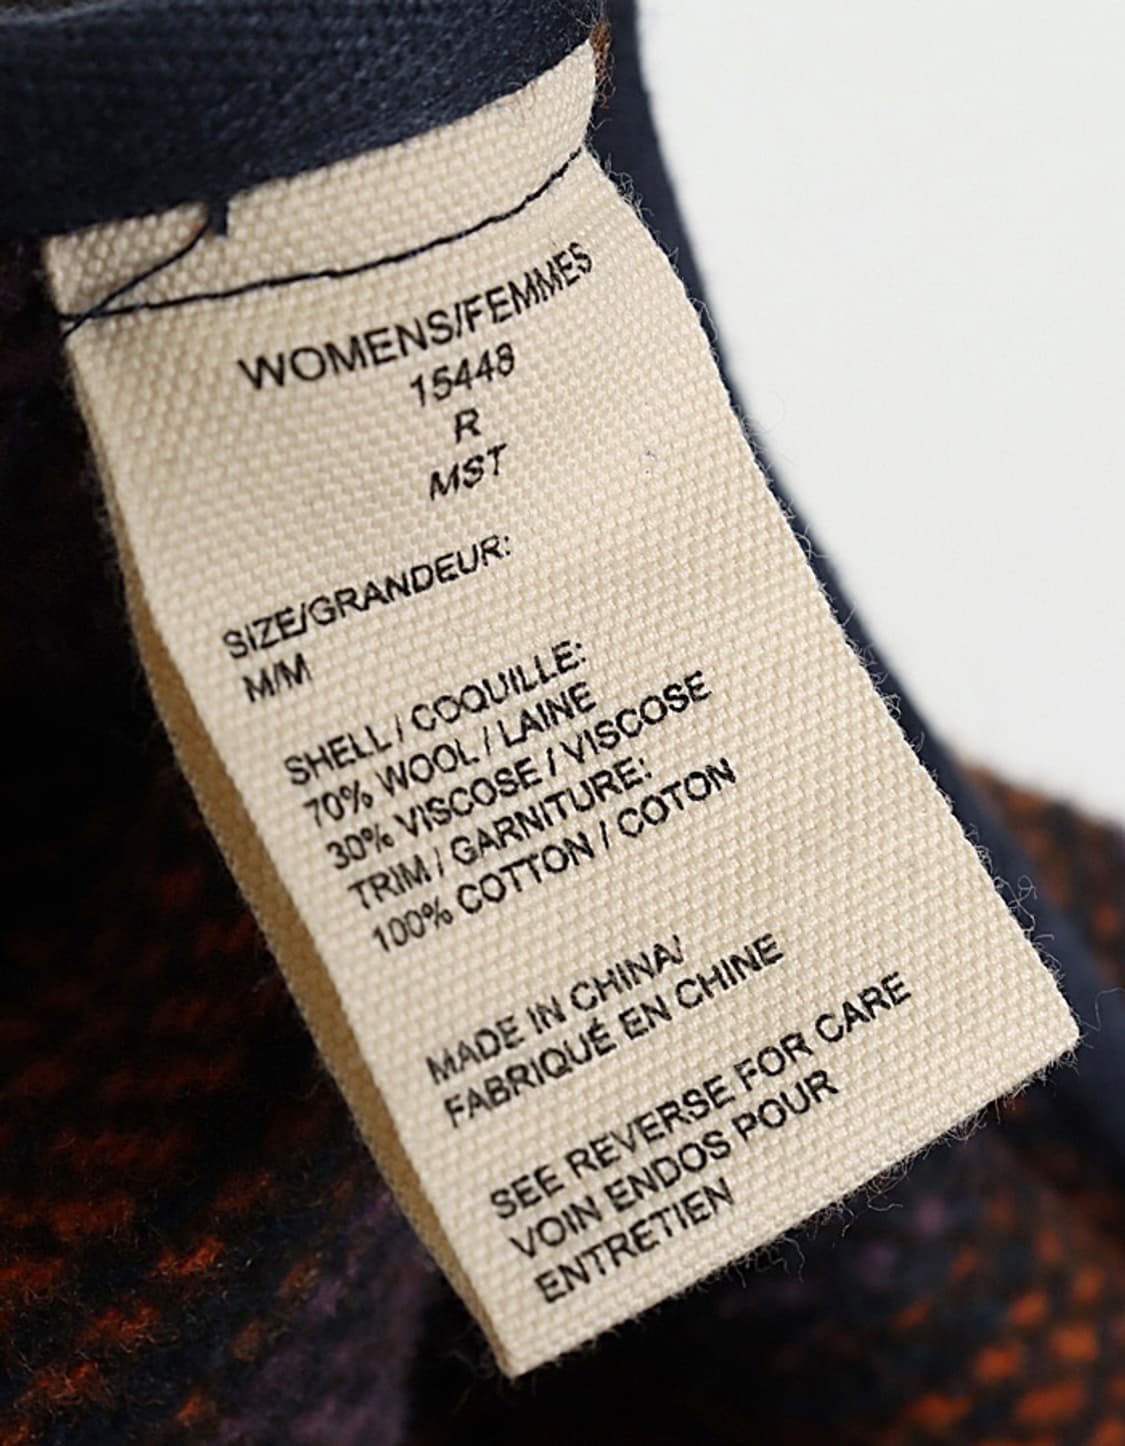 WOMENS/FEMMES
15448
R
MST
SIZE/GRANDEUR:
M/M
SHELL / COQUILLE:
70% WOOL / LAINE
30% VISCOSE / VISCOSE
TRIM / GARNITURE:
100% COTTON / COTON
MADE IN CHINA/
FABRIQUÉ EN CHINE
SEE REVERSE FOR CARE
VOIN ENDOS POUR
ENTRETIEN